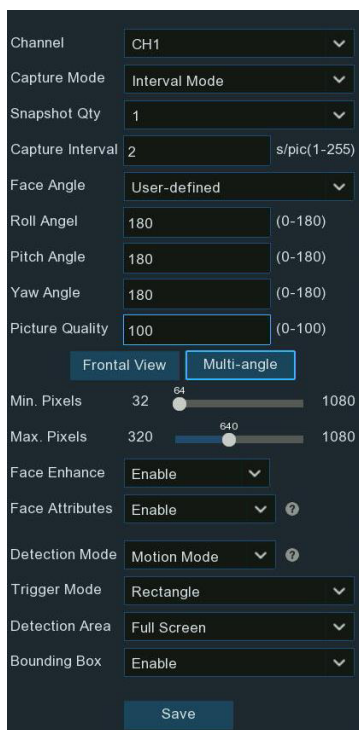 Channel CH1
Capture Mode Interval Mode
Snapshot Qty 1
Capture Interval 2 s/pic(1-255)
Face Angle User-defined
Roll Angel 180 (0-180)
Pitch Angle 180 (0-180)
Yaw Angle 180 (0-180)
Picture Quality 100 (0-100)
Frontal View Multi-angle
64
Min. Pixels 32 1080
640
Max. Pixels 320 1080
Face Enhance Enable
Face Attributes Enable ?
Detection Mode Motion Mode ?
Trigger Mode Rectangle
Detection Area Full Screen
Bounding Box Enable
Save